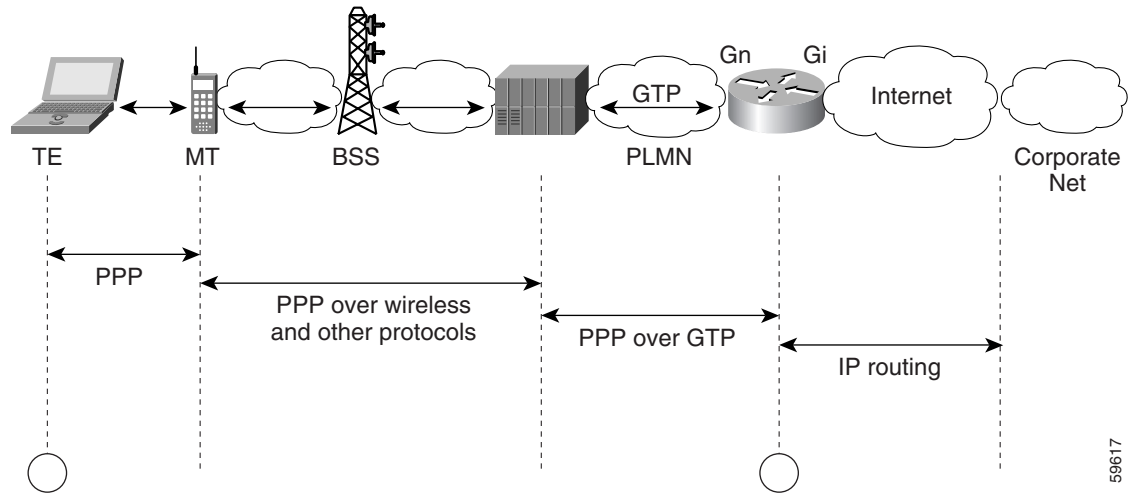 Gn
Gi
GTP
Internet
TE
MT
BSS
PLMN
Corporate
Net
PPP
PPP over wireless
and other protocols
PPP over GTP
IP routing
59617